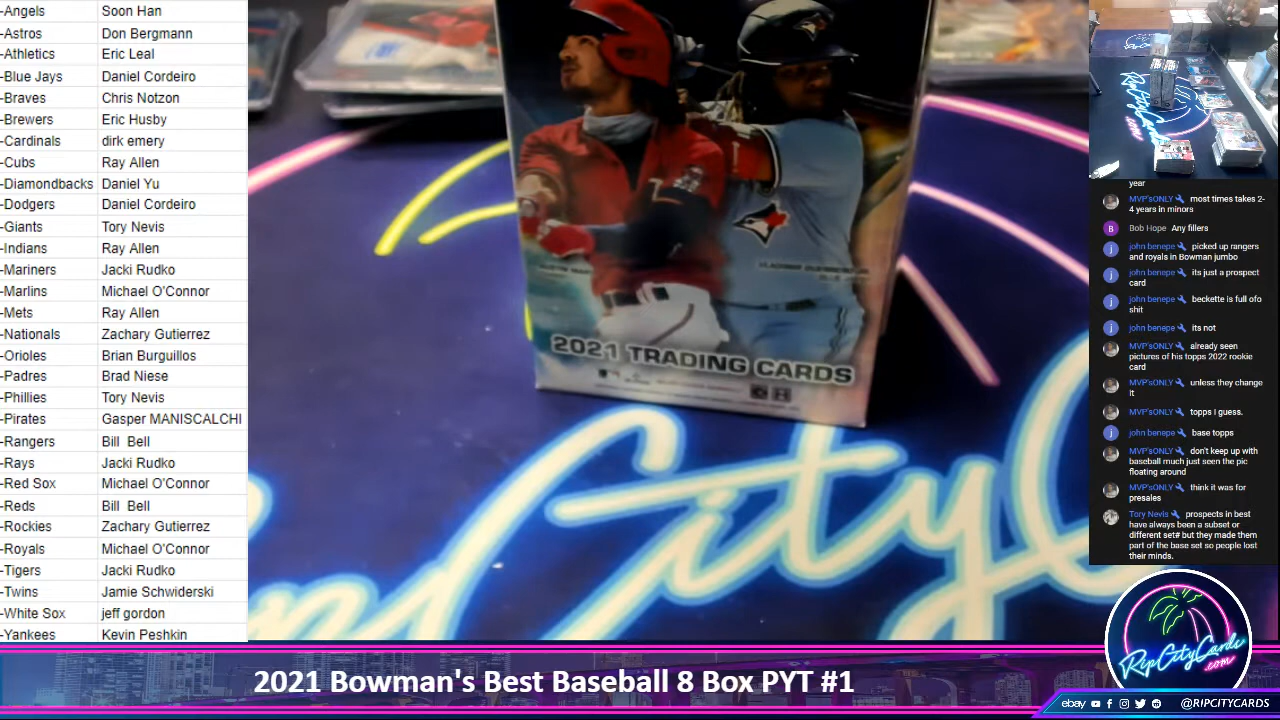 -Angels Soon Han
-Astros Don Bergmann
-Athletics Eric Leal
-Blue Jays Daniel Cordeiro
-Braves Chris Notzon
-Brewers Eric Husby
-Cardinals dirk emery
-Cubs Ray Allen
-Diamondbacks Daniel Yu
-Dodgers Daniel Cordeiro
-Giants Tory Nevis
-Indians Ray Allen
-Mariners Jacki Rudko
-Marlins Michael O'Connor
-Mets Ray Allen
-Nationals Zachary Gutierrez
-Orioles Brian Burguillos
-Padres Brad Niese
-Phillies Tory Nevis
-Pirates Gasper MANISCALCHI
-Rangers Bill Bell
-Rays Jacki Rudko
-Red Sox Michael O'Connor
-Reds Bill Bell
-Rockies Zachary Gutierrez
-Royals Michael O'Connor
-Tigers Jacki Rudko
-Twins Jamie Schwiderski
-White Sox jeff gordon
-Yankees Kevin Peshkin
2021 TRADING CARDS
City
year
MVP'sONLY most times takes 2-
4 years in minors
B Bob Hope Any fillers
j john benepe picked up rangers
and royals in Bowman jumbo
j john benepe its just a prospect
card
j john benepe beckette is full ofo
shit
j john benepe its not
MVP'sONLY already seen
pictures of his topps 2022 rookie
card
MVP'sONLY unless they change
it
MVP'sONLY topps I guess.
j john benepe base topps
MVP'sONLY don't keep up with
baseball much just seen the pic
floating around
MVP'sONLY think it was for
presales
Tory Nevis prospects in best
have always been a subset or
different set# but they made them
part of the base set so people lost
their minds.
RipCityCards
.com
2021 Bowman's Best Baseball 8 Box PYT #1
ebay @RIPCITYCARDS